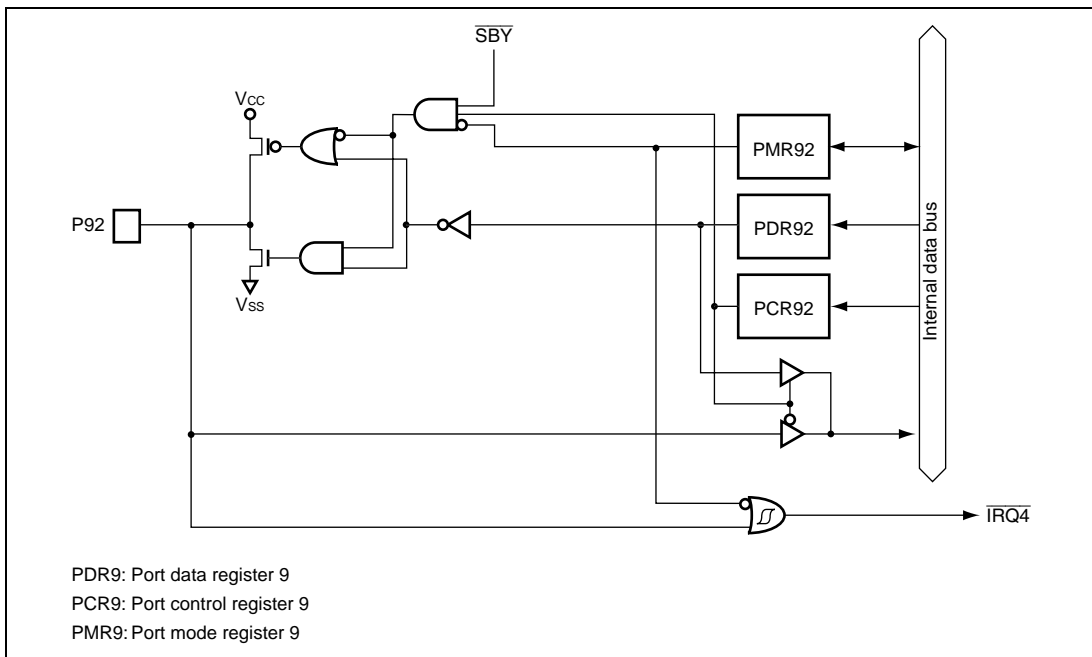 SBY
VCC
PMR92
P92
PDR92
VSS
PCR92
Internal data bus
IRQ4
PDR9: Port data register 9
PCR9: Port control register 9
PMR9: Port mode register 9